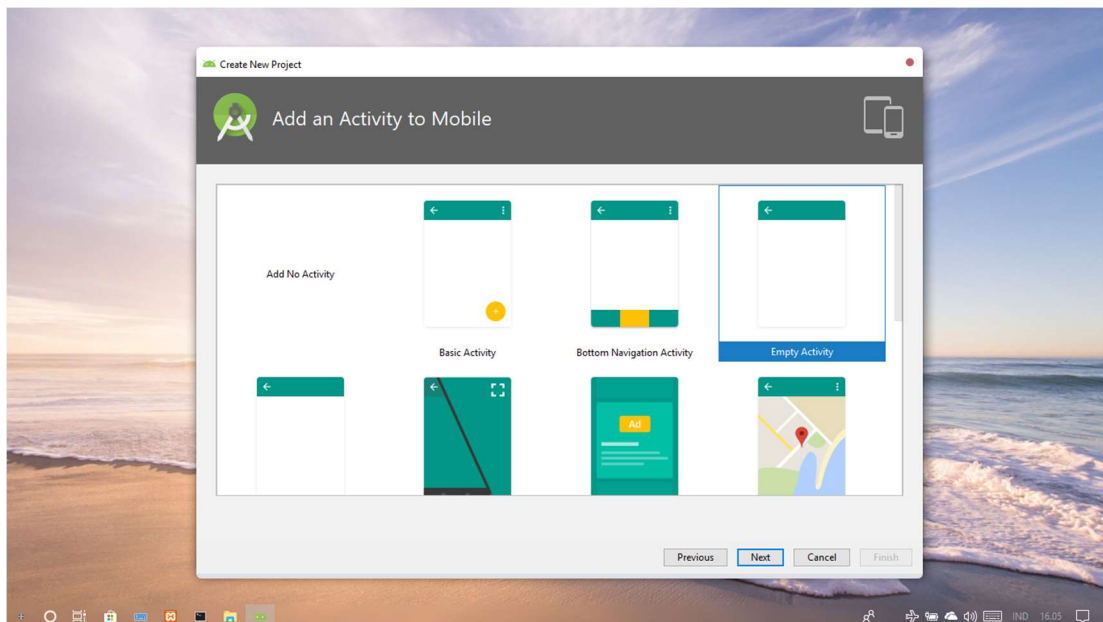 Create New Project
Add an Activity to Mobile
Add No Activity
Basic Activity
Bottom Navigation Activity
Empty Activity
Ad
Previous
Next
Cancel
Finish
IND 16.05